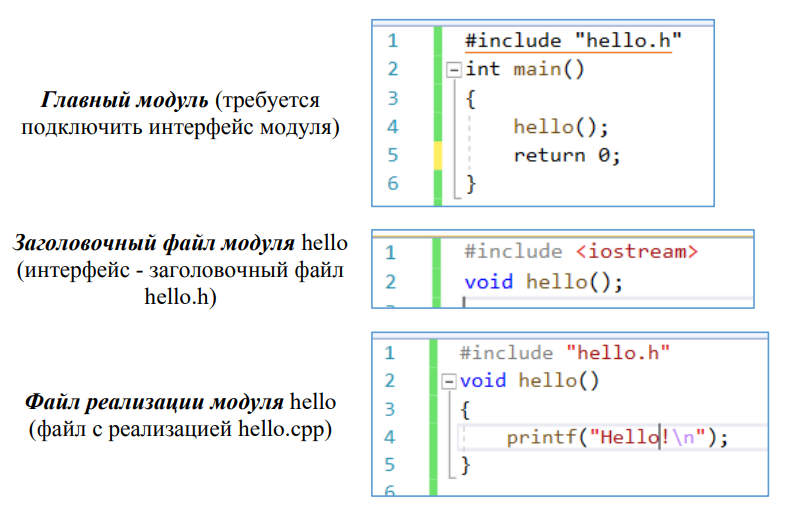 Главный модуль (требуется
подключить интерфейс модуля)
1 #include "hello.h"
2 int main()
3 {
4 hello();
5 return 0;
6 }
Заголовочный файл модуля hello
(интерфейс - заголовочный файл
hello.h)
1 #include <iostream>
2 void hello();
Файл реализации модуля hello
(файл с реализацией hello.cpp)
1 #include "hello.h"
2 void hello()
3 {
4 printf("Hello!\n");
5 }
6